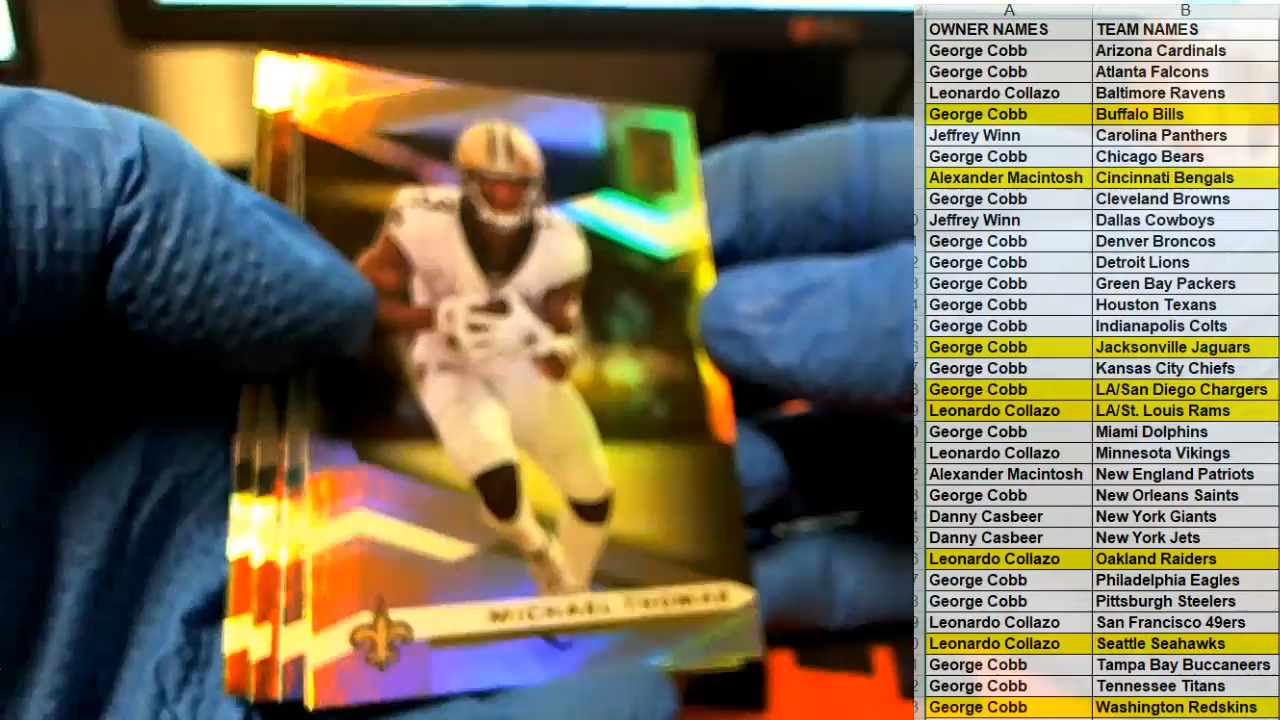 MICHAEL THOMAS
A B
OWNER NAMES TEAM NAMES
George Cobb Arizona Cardinals
George Cobb Atlanta Falcons
Leonardo Collazo Baltimore Ravens
George Cobb Buffalo Bills
Jeffrey Winn Carolina Panthers
George Cobb Chicago Bears
Alexander Macintosh Cincinnati Bengals
George Cobb Cleveland Browns
Jeffrey Winn Dallas Cowboys
George Cobb Denver Broncos
George Cobb Detroit Lions
George Cobb Green Bay Packers
George Cobb Houston Texans
George Cobb Indianapolis Colts
George Cobb Jacksonville Jaguars
George Cobb Kansas City Chiefs
George Cobb LA/San Diego Chargers
Leonardo Collazo LA/St. Louis Rams
George Cobb Miami Dolphins
Leonardo Collazo Minnesota Vikings
Alexander Macintosh New England Patriots
George Cobb New Orleans Saints
Danny Casbeer New York Giants
Danny Casbeer New York Jets
Leonardo Collazo Oakland Raiders
George Cobb Philadelphia Eagles
George Cobb Pittsburgh Steelers
Leonardo Collazo San Francisco 49ers
Leonardo Collazo Seattle Seahawks
George Cobb Tampa Bay Buccaneers
George Cobb Tennessee Titans
George Cobb Washington Redskins